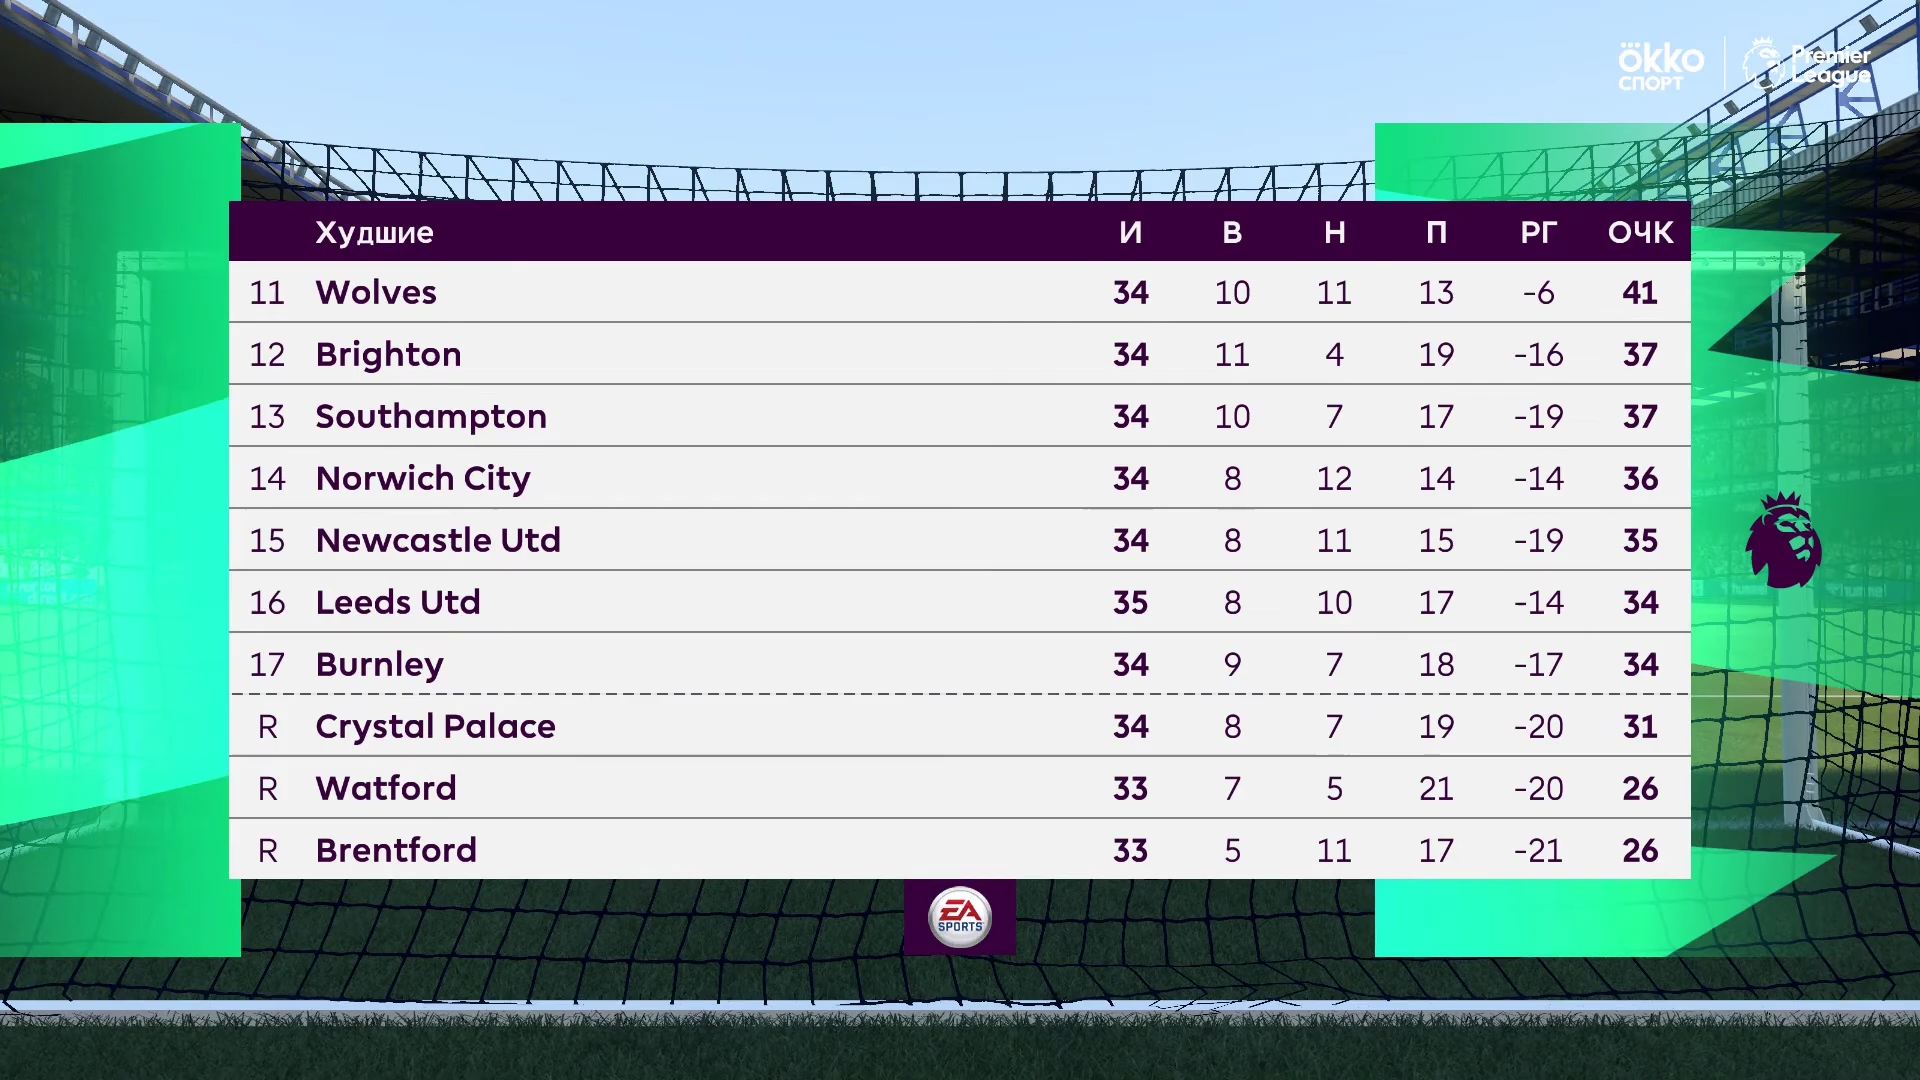 ökko
спорт
Premier
League
Худшие И В Н П РГ ОЧК
11 Wolves 34 10 11 13 -6 41
12 Brighton 34 11 4 19 -16 37
13 Southampton 34 10 7 17 -19 37
14 Norwich City 34 8 12 14 -14 36
15 Newcastle Utd 34 8 11 15 -19 35
16 Leeds Utd 35 8 10 17 -14 34
17 Burnley 34 9 7 18 -17 34
R Crystal Palace 34 8 7 19 -20 31
R Watford 33 7 5 21 -20 26
R Brentford 33 5 11 17 -21 26
EA
SPORTS